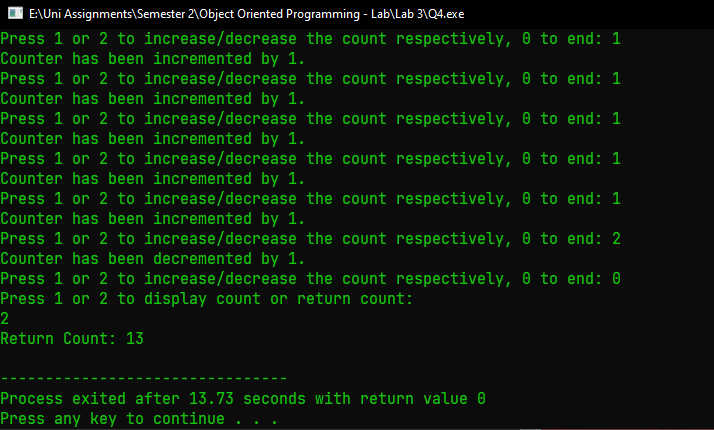 E:\Uni Assignments\Semester 2\Object Oriented Programming - Lab\Lab 3\Q4.exe
Press 1 or 2 to increase/decrease the count respectively, 0 to end: 1
Counter has been incremented by 1.
Press 1 or 2 to increase/decrease the count respectively, 0 to end: 1
Counter has been incremented by 1.
Press 1 or 2 to increase/decrease the count respectively, 0 to end: 1
Counter has been incremented by 1.
Press 1 or 2 to increase/decrease the count respectively, 0 to end: 1
Counter has been incremented by 1.
Press 1 or 2 to increase/decrease the count respectively, 0 to end: 1
Counter has been incremented by 1.
Press 1 or 2 to increase/decrease the count respectively, 0 to end: 2
Counter has been decremented by 1.
Press 1 or 2 to increase/decrease the count respectively, 0 to end: 0
Press 1 or 2 to display count or return count:
2
Return Count: 13
--------------------------------
Process exited after 13.73 seconds with return value 0
Press any key to continue . . .